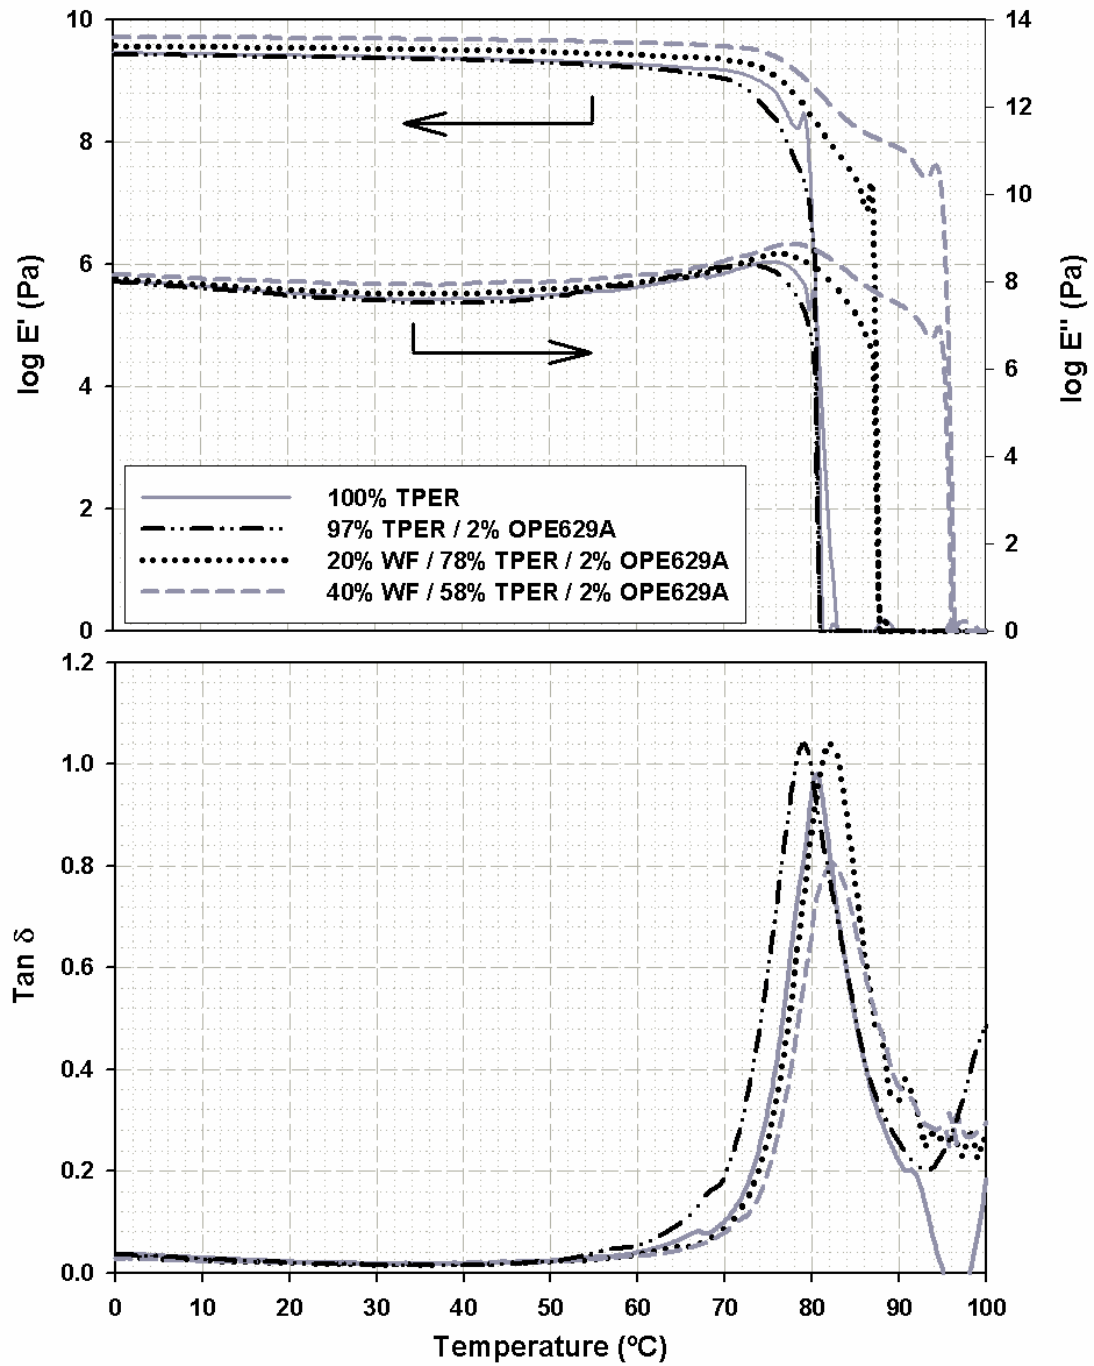 10
8
6
4
2
0
log E' (Pa)
14
12
10
8
6
4
2
0
log E'' (Pa)
100% TPER
97% TPER / 2% OPE629A
20% WF / 78% TPER / 2% OPE629A
40% WF / 58% TPER / 2% OPE629A
1.2
1.0
0.8
0.6
0.4
0.2
0.0
Tan δ
0 10 20 30 40 50 60 70 80 90 100
Temperature (ºC)